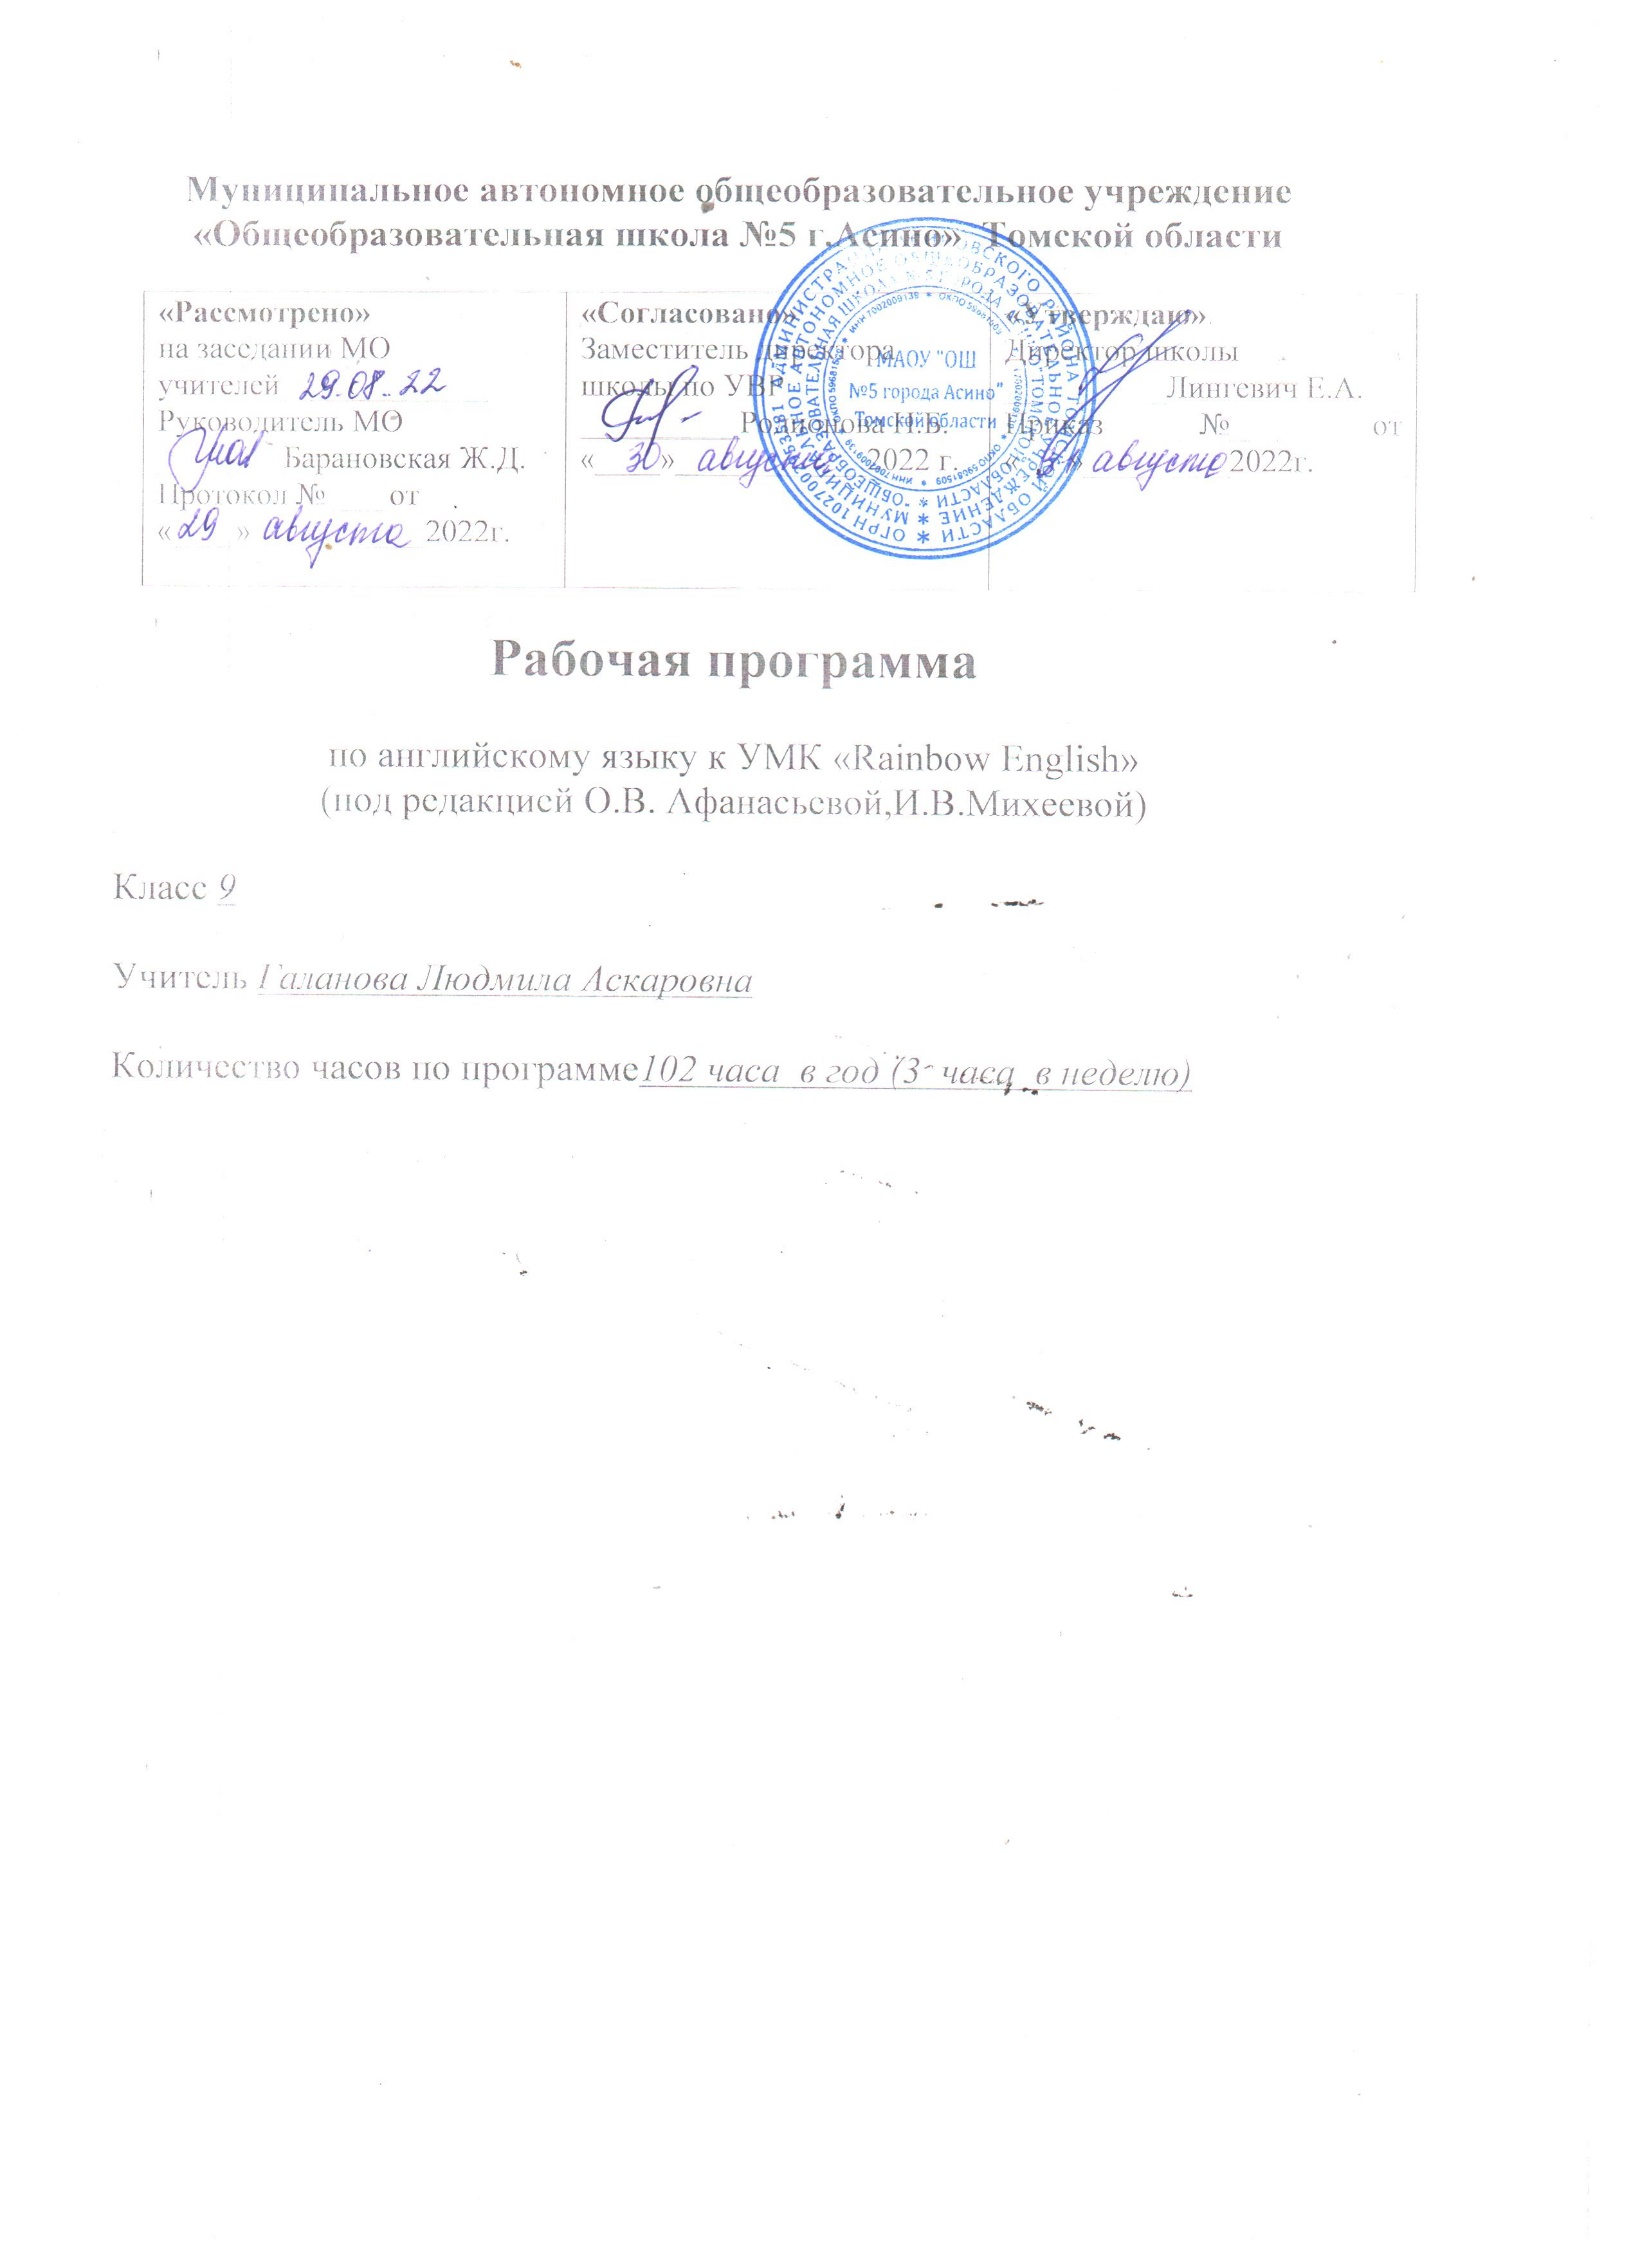 Муниципальное автономное общеобразовательное учреждение
«Общеобразовательная школа №5 г.Асино» Томской области
«Рассмотрено»
на заседании МО
учителей 29.08.22
Руководитель МО
Барановская Ж.Д.
Протокол № от
«29» августа 2022г.
«Согласовано»
Заместитель директора
школы по УВР
Родионова Н.Б.
«30» августа 2022 г.
«Утверждаю»
Директор школы
Лингевич Е.А.
Приказ № от
августа 2022г.
МАОУ "ОШ
№5 города Асино"
Томской области
Рабочая программа
по английскому языку к УМК «Rainbow English»
(под редакцией О.В. Афанасьевой,И.В.Михеевой)
Класс 9
Учитель Галанова Людмила Аскаровна
Количество часов по программе102 часа в год (3 часа в неделю)